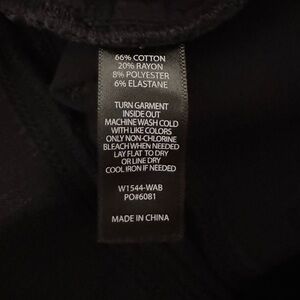 66% COTTON
20% RAYON
8% POLYESTER
6% ELASTANE
TURN GARMENT
INSIDE OUT
MACHINE WASH COLD
WITH LIKE COLORS
ONLY NON-CHLORINE
BLEACH WHEN NEEDED
LAY FLAT TO DRY
OR LINE DRY
COOL IRON IF NEEDED
W1544-WAB
PO#6081
MADE IN CHINA